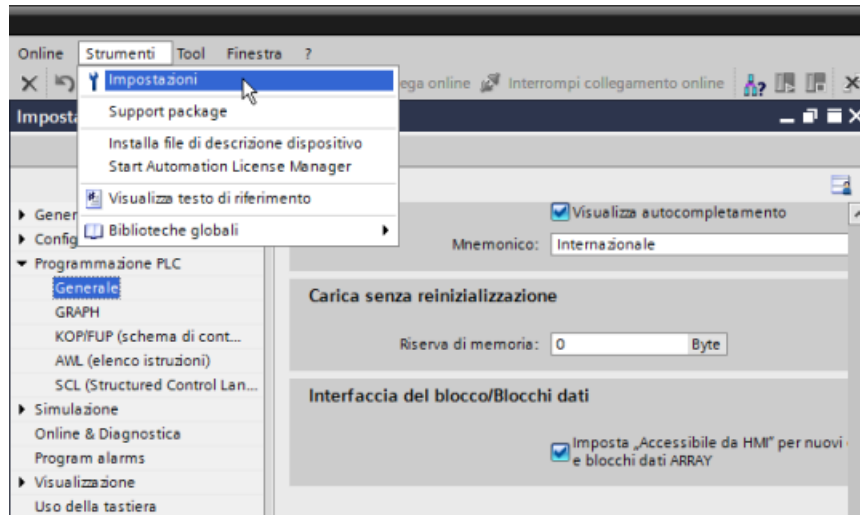 Online Strumenti Tool Finestra ?
Impostazioni
ega online Interrompi collegamento online
Support package
Imposta
Installa file di descrizione dispositivo
Start Automation License Manager
Visualizza testo di riferimento
Biblioteche globali
Gener
Config
Programmazione PLC
Generale
GRAPH
KOP/FUP (schema di cont...
AWL (elenco istruzioni)
SCL (Structured Control Lan...
Simulazione
Online & Diagnostica
Program alarms
Visualizzazione
Uso della tastiera
Visualizza autocompletamento
Mnemonico: Internazionale
Carica senza reinizializzazione
Riserva di memoria: 0 Byte
Interfaccia del blocco/Blocchi dati
Imposta „Accessibile da HMI" per nuovi
e blocchi dati ARRAY